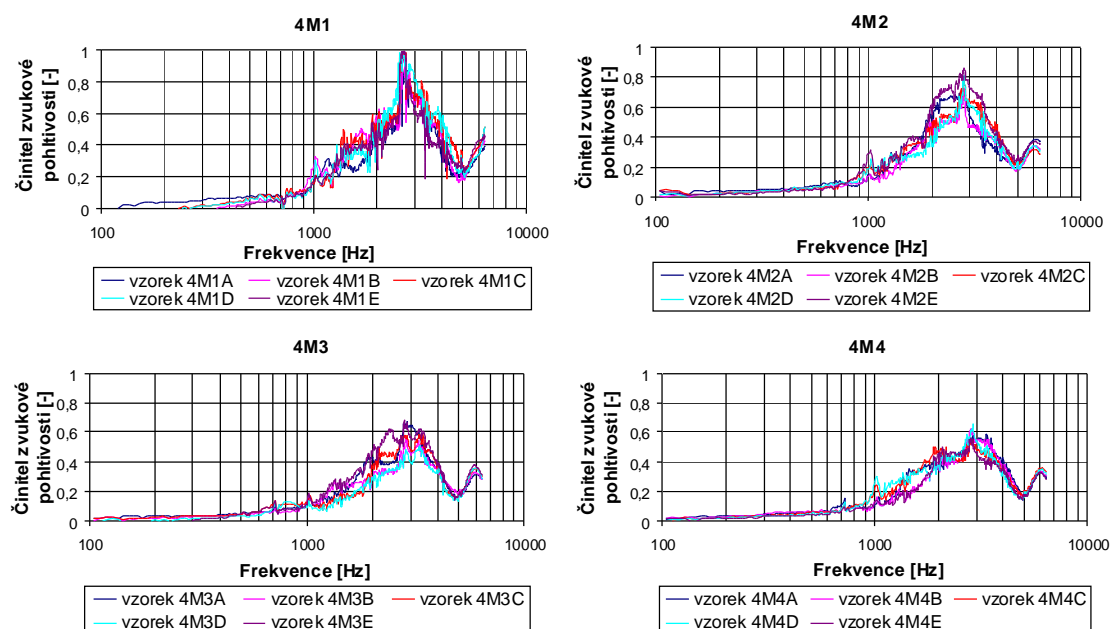 4M1
Činitel zvukové
pohltivosti [-]
1
0,8
0,6
0,4
0,2
0
100
1000
10000
Frekvence [Hz]
vzorek 4M1A
vzorek 4M1B
vzorek 4M1C
vzorek 4M1D
vzorek 4M1E
4M2
Činitel zvukové
pohltivosti [-]
1
0,8
0,6
0,4
0,2
0
100
1000
10000
Frekvence [Hz]
vzorek 4M2A
vzorek 4M2B
vzorek 4M2C
vzorek 4M2D
vzorek 4M2E
4M3
Činitel zvukové
pohltivosti [-]
1
0,8
0,6
0,4
0,2
0
100
1000
10000
Frekvence [Hz]
vzorek 4M3A
vzorek 4M3B
vzorek 4M3C
vzorek 4M3D
vzorek 4M3E
4M4
Činitel zvukové
pohltivosti [-]
1
0,8
0,6
0,4
0,2
0
100
1000
10000
Frekvence [Hz]
vzorek 4M4A
vzorek 4M4B
vzorek 4M4C
vzorek 4M4D
vzorek 4M4E